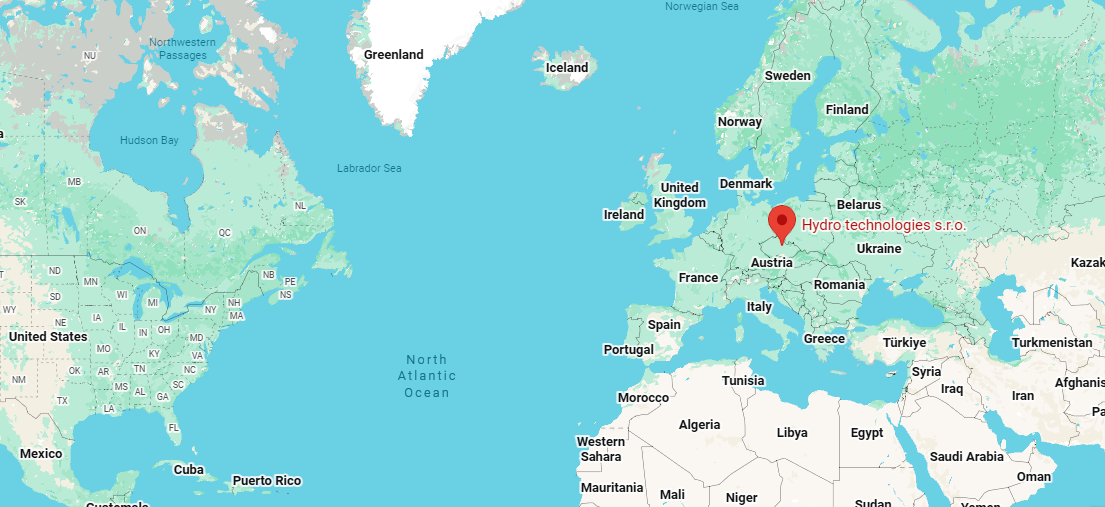 Norwegian Sea
Northwestern
Passages
NU
Greenland
Iceland
Sweden
Finland
Norway
Hudson Bay
Labrador Sea
MB
SK
ON
QC
NL
United
Kingdom
Denmark
Ireland
Belarus
Hydro technologies s.r.o.
Ukraine
Austria
France
Romania
Kazak
ND
MN
SD
WI
MI
NB
PE
NS
NH
MA
NY
WY
NE
IA
IL
IN
OH
MD
United States
MO
KY
VA
OK
AR
TN
NC
NM
MS
AL
SC
GA
TX
LA
FL
Italy
Spain
Portugal
Greece
Türkiye
Turkmenistan
North
Atlantic
Ocean
Tunisia
Syria
Iraq
Iran
Afghanis
Pa
Morocco
Algeria
Libya
Egypt
Western
Sahara
Saudi Arabia
Oman
Mexico
Cuba
Puerto Rico
Mauritania
Mali
Niger
Sudan
Yemen
Guatemala